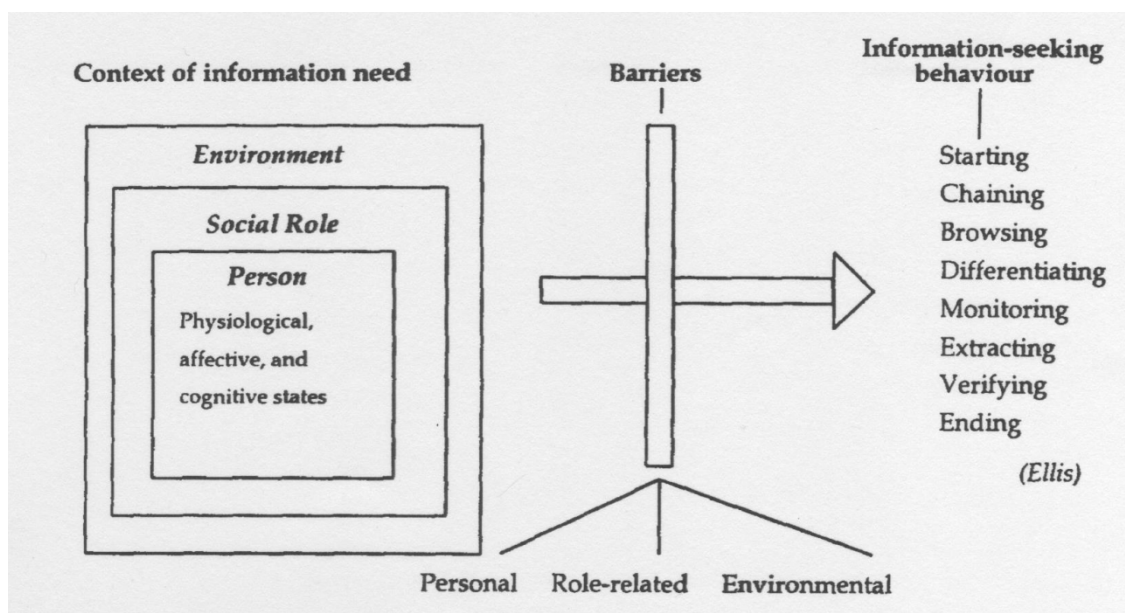 Context of information need
Environment
Social Role
Person
Physiological,
affective, and
cognitive states
Barriers
Personal
Role-related
Environmental
Information-seeking
behaviour
Starting
Chaining
Browsing
Differentiating
Monitoring
Extracting
Verifying
Ending
(Ellis)